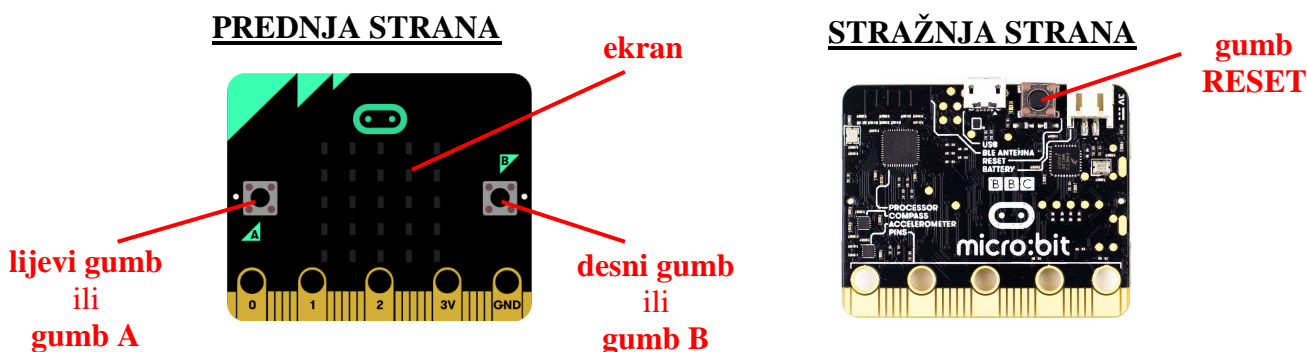 PREDNJA STRANA
STRAŽNJA STRANA
ekran
gumb
RESET
B
A
lijevi gumb
ili
gumb A
desni gumb
ili
gumb B
0 1 2 3V GND
3V
USB
BLE ANTENNA
RESET
BATTERY
BBC
PROCESSOR
COMPASS
ACCELEROMETER
PINS
micro:bit